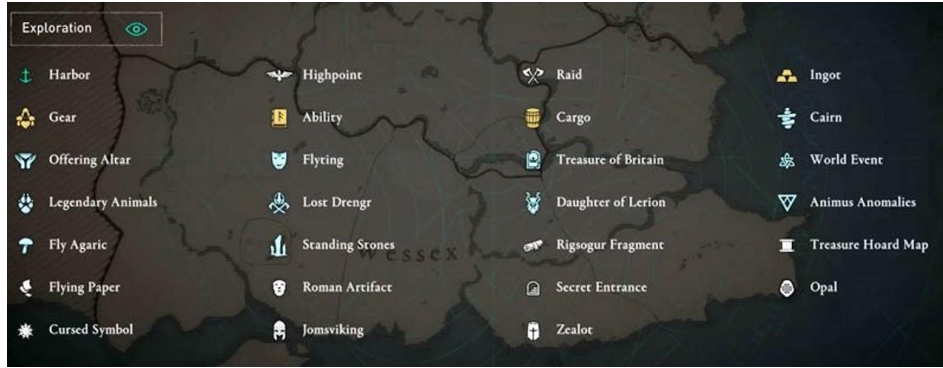 Exploration
Harbor Highpoint Raid Ingot
Gear Ability Cargo Cairn
Offering Altar Flyting Treasure of Britain World Event
Legendary Animals Lost Drengr Daughter of Lerion Animus Anomalies
Fly Agaric Standing Stones Rigsogur Fragment Treasure Hoard Map
Wessex
Flying Paper Roman Artifact Secret Entrance Opal
Cursed Symbol Jomsviking Zealot